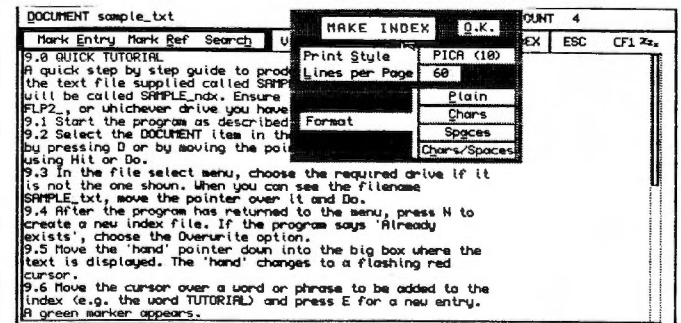 DOCUMENT sample_txt
COUNT 4
Mark Entry Mark Ref Search
EX ESC CF1 Zzz
MAKE INDEX O.K.
Print Style PICA (10)
Lines per Page 60
Format
Plain
Chars
Spaces
Chars/Spaces
9.0 QUICK TUTORIAL
A quick step by step guide to
the text file supplied called
will be called SAMPLE_ndx. Ensure
FLP2_, or whichever drive you have
9.1 Start the program as described
9.2 Select the DOCUMENT item in the
by pressing D or by moving the
using Hit or Do.
9.3 In the file select menu, choose the required drive if it
is not the one shown. When you can see the filename
SAMPLE_txt, move the pointer over it and Do.
9.4 After the program has returned to the menu, press N to
create a new index file. If the program says 'Already
exists', choose the Overwrite option.
9.5 Move the 'hand' pointer down into the big box where the
text is displayed. The 'hand' changes to a flashing red
cursor.
9.6 Move the cursor over a word or phrase to be added to the
index (e.g. the word TUTORIAL) and press E for a new entry.
A green marker appears.